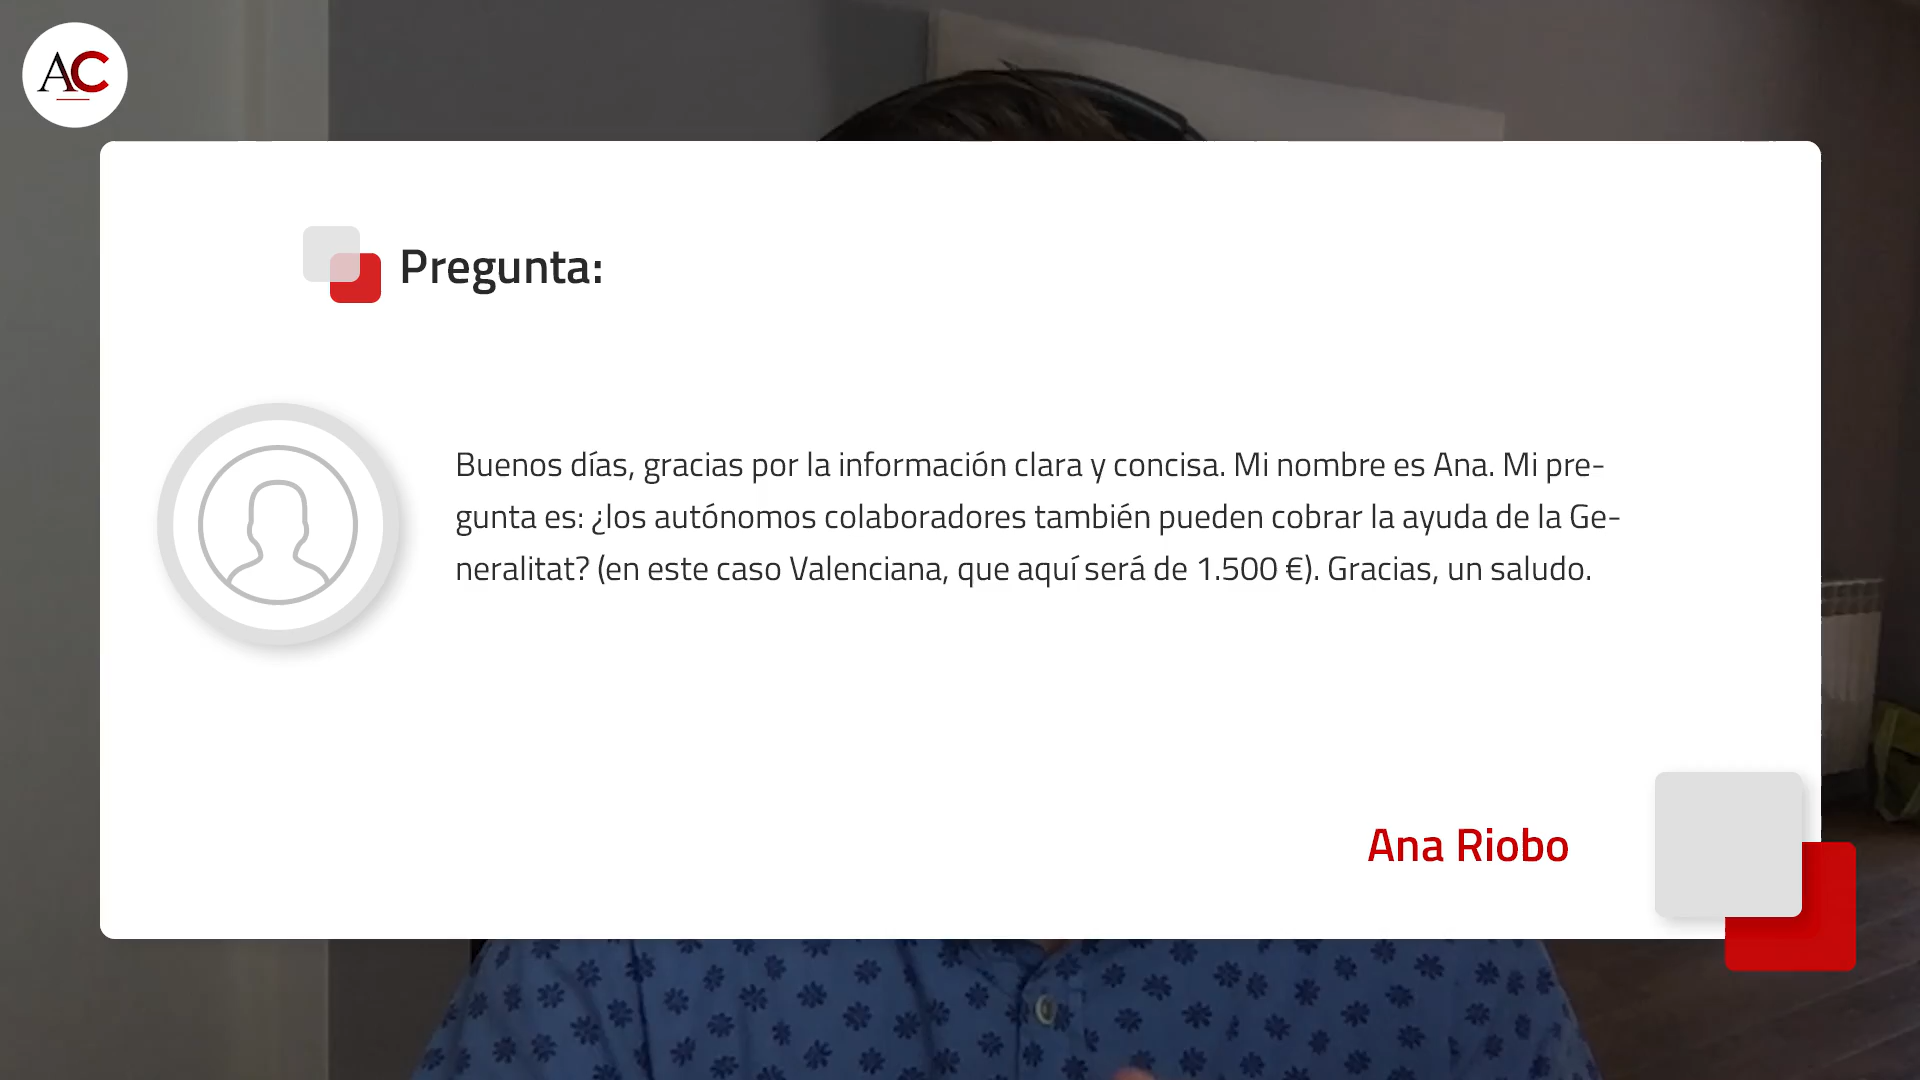 AC
Pregunta:
Buenos días, gracias por la información clara y concisa. Mi nombre es Ana. Mi pre-
gunta es: ¿los autónomos colaboradores también pueden cobrar la ayuda de la Ge-
neralitat? (en este caso Valenciana, que aquí será de 1.500 €). Gracias, un saludo.
Ana Riobo